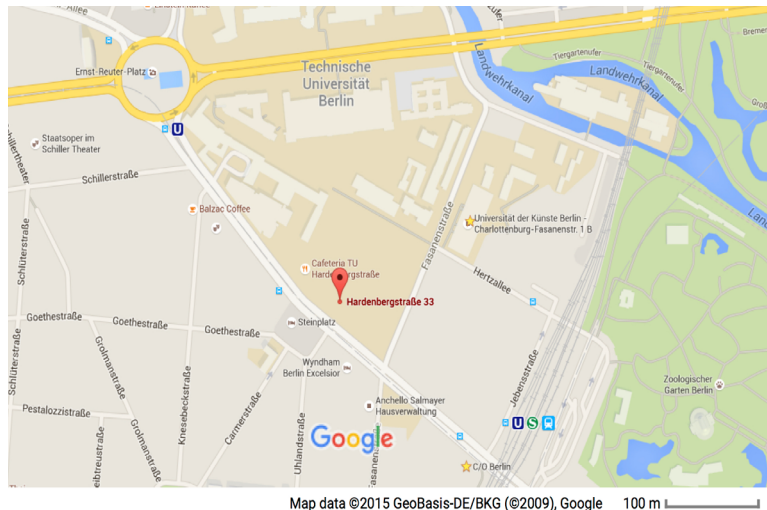 Allee
Ernst-Reuter-Platz
Technische
Universität
Berlin
Landwehrkanal
Tiergartenufer
Landwehrkanal
Tiergartenufer
Staatsoper im
Schiller Theater
U
Schillerstraße
Balzac Coffee
Schlüterstraße
Fasanenstraße
Universität der Künste Berlin -
Charlottenburg-Fasanenstr. 1 B
Cafeteria TU
Hardenbergstraße
Hertzallee
Hardenbergstraße 33
Goethestraße
Goethestraße
Goethestraße
Steinplatz
Schlüterstraße
Grolmanstraße
Knesebeckstraße
Wyndham
Berlin Excelsior
Jebensstraße
Zoologischer
Garten Berlin
Pestalozzistraße
Carmerstraße
Anchello Salmayer
Hausverwaltung
U S
Grolmanstraße
Uhlandstraße
Google
C/O Berlin
Map data ©2015 GeoBasis-DE/BKG (©2009), Google 100 m